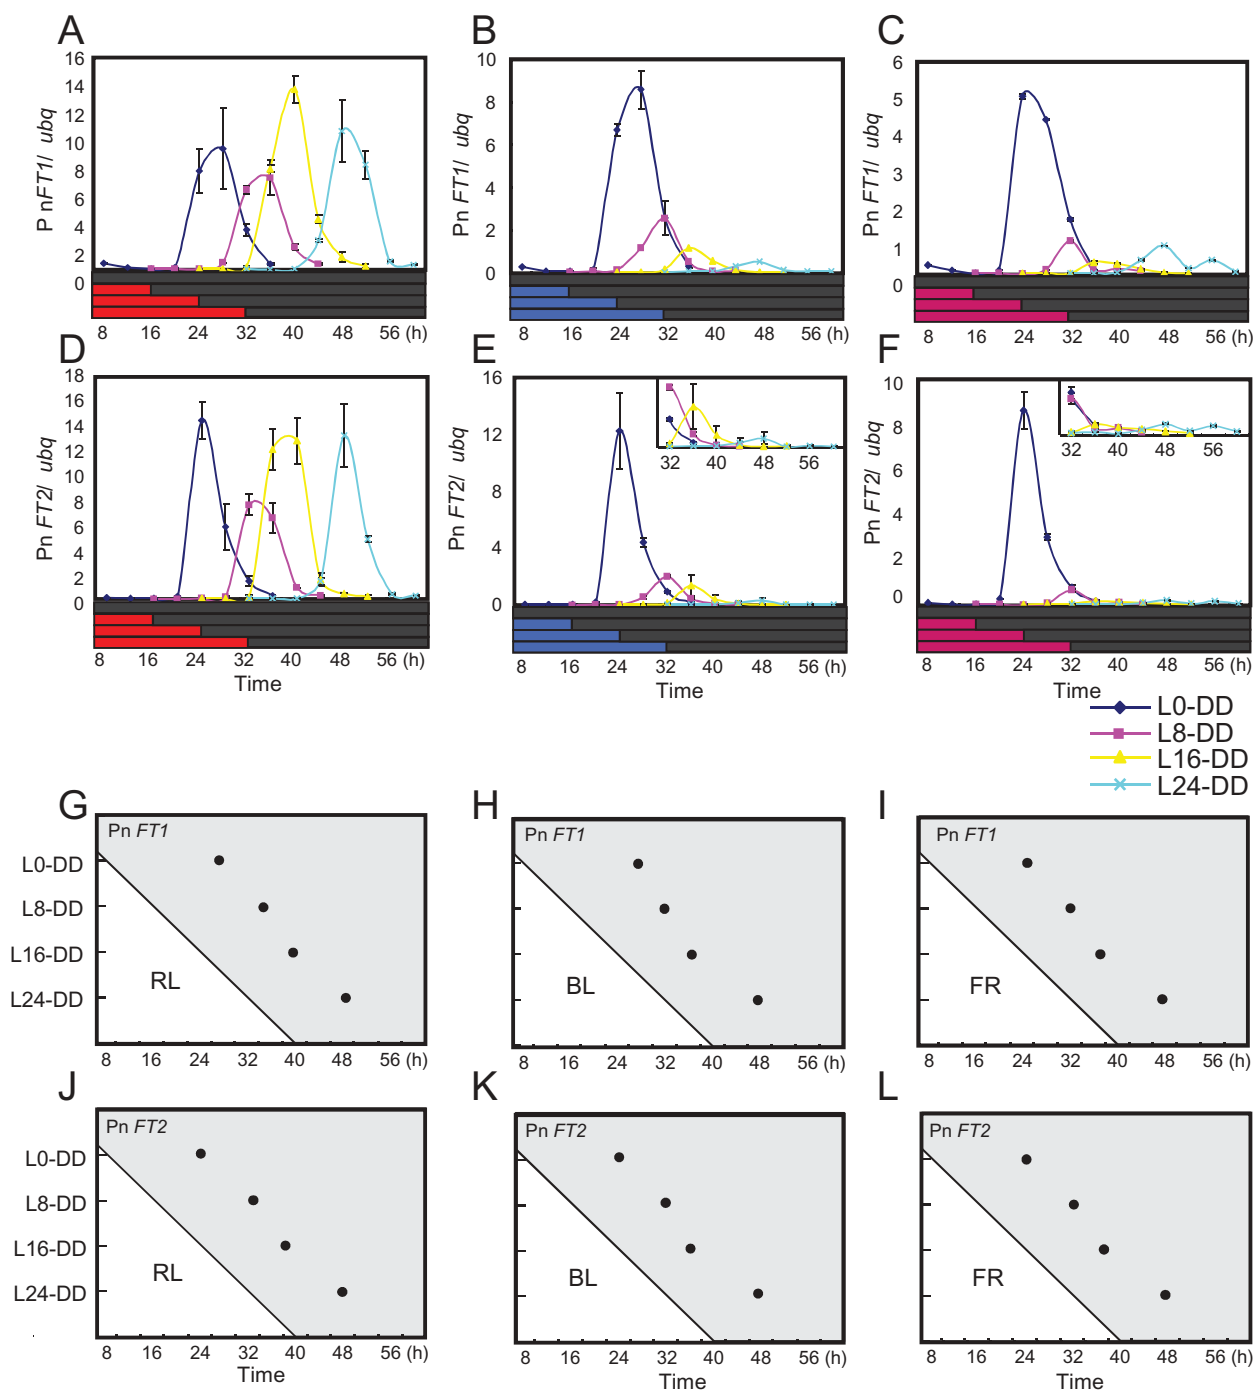 A
16
14
12
10
8
6
4
2
0
P nFT1/ ubq
8 16 24 32 40 48 56 (h)
B
10
8
6
4
2
0
Pn FT1/ ubq
8 16 24 32 40 48 56 (h)
C
6
5
4
3
2
1
0
Pn FT1/ ubq
8 16 24 32 40 48 56 (h)
D
18
16
14
12
10
8
6
4
2
0
Pn FT2/ ubq
8 16 24 32 40 48 56 (h)
Time
E
16
12
8
4
0
Pn FT2/ ubq
32 40 48 56
8 16 24 32 40 48 56 (h)
Time
F
10
8
6
4
2
0
Pn FT2/ ubq
32 40 48 56
8 16 24 32 40 48 56 (h)
Time
L0-DD
L8-DD
L16-DD
L24-DD
G
Pn FT1
L0-DD
L8-DD
L16-DD
L24-DD
RL
8 16 24 32 40 48 56 (h)
H
Pn FT1
BL
8 16 24 32 40 48 56 (h)
I
Pn FT1
FR
8 16 24 32 40 48 56 (h)
J
Pn FT2
L0-DD
L8-DD
L16-DD
L24-DD
RL
8 16 24 32 40 48 56 (h)
Time
K
Pn FT2
BL
8 16 24 32 40 48 56 (h)
L
Pn FT2
FR
8 16 24 32 40 48 56 (h)
Time